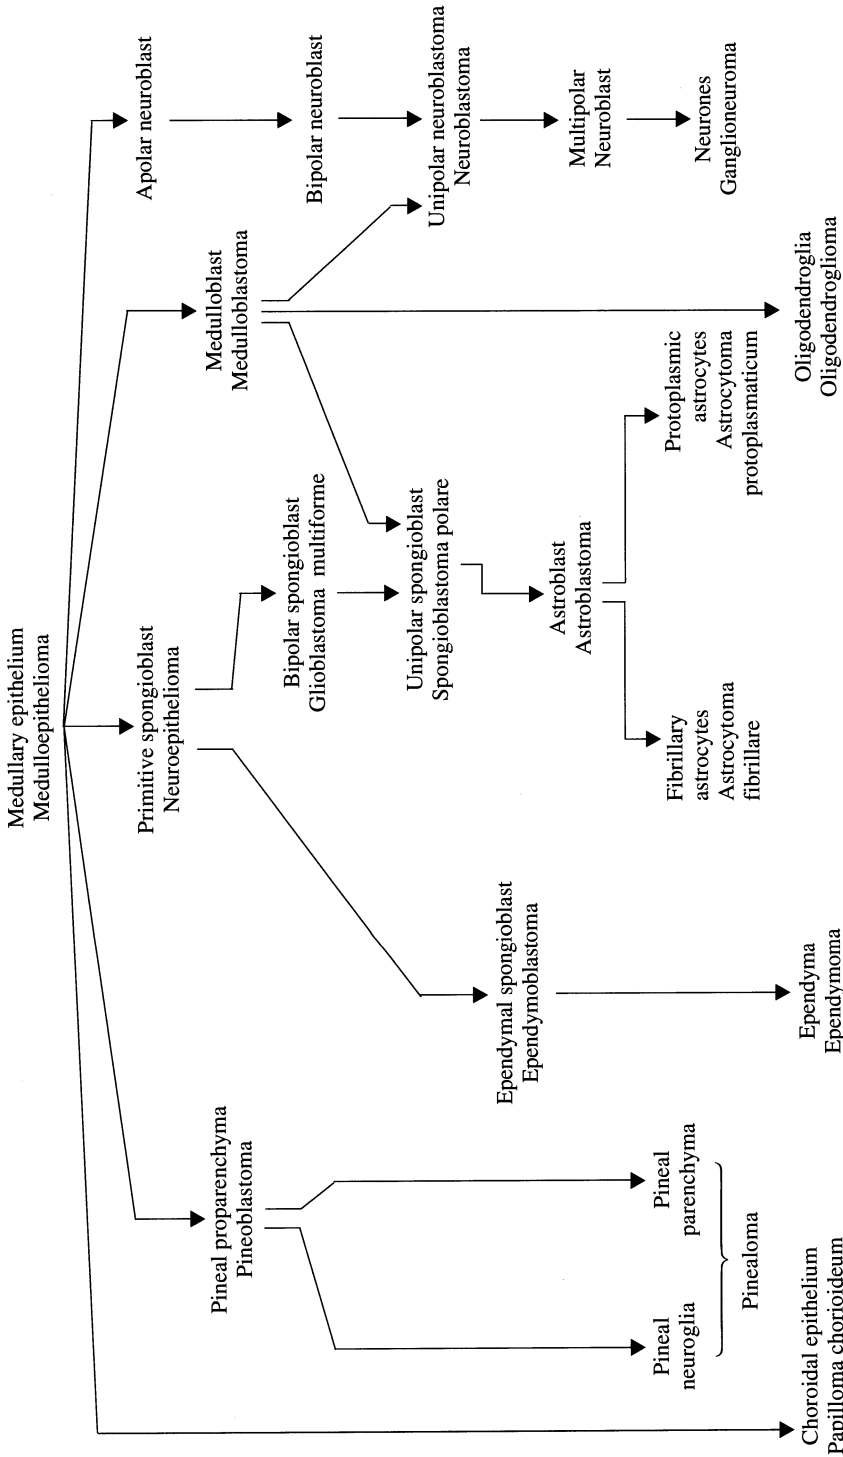 Medullary epithelium
Medulloepithelioma
Choroidal epithelium
Papilloma chorioideum
Pineal proparenchyma
Pineoblastoma
Pineal
neuroglia
Pineal
parenchyma
Pinealoma
Primitive spongioblast
Neuroepithelioma
Ependymal spongioblast
Ependymoblastoma
Ependyma
Ependymoma
Bipolar spongioblast
Glioblastoma multiforme
Unipolar spongioblast
Spongioblastoma polare
Astroblast
Astroblastoma
Fibrillary
astrocytes
Astrocytoma
fibrillare
Protoplasmic
astrocytes
Astrocytoma
protoplasmaticum
Medulloblast
Medulloblastoma
Oligodendroglia
Oligodendroglioma
Apolar neuroblast
Bipolar neuroblast
Unipolar neuroblastoma
Neuroblastoma
Multipolar
Neuroblast
Neurones
Ganglioneuroma